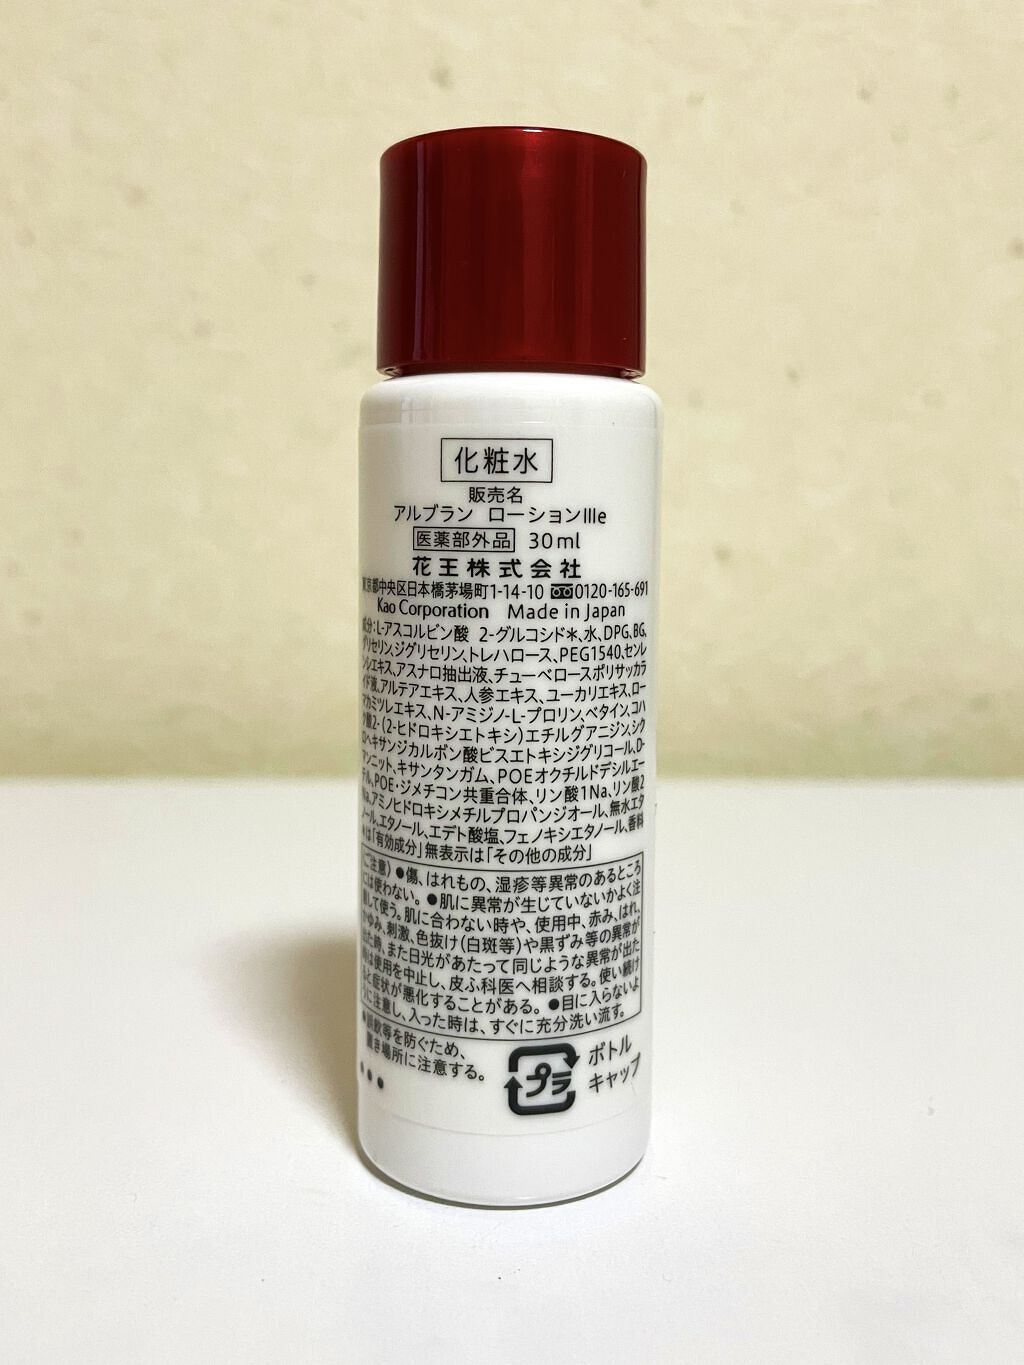 化粧水
販売名
アルブラン ローションIIIe
医薬部外品 30ml
花王株式会社
東京都中央区日本橋茅場町1-14-10 0120-165-691
Kao Corporation Made in Japan
成分:L-アスコルビン酸 2-グルコシド*、水、DPG、BG、
グリセリン、ジグリセリン、トレハロース、PEG1540、センレ
ンレエキス、アスナロ抽出液、チューベロースポリサッカラ
イド液、アルテアエキス、人参エキス、ユーカリエキス、ロー
マカミツレエキス、N-アミジノ-L-プロリン、ベタイン、コハ
ク酸2-(2-ヒドロキシエトキシ)エチルグアニジン、シク
ロヘキサンジカルボン酸ビスエトキシジグリコール、D-
マンニット、キサンタンガム、POEオクチルドデシルエー
テル、POE・ジメチコン共重合体、リン酸1Na、リン酸2
Na、アミノヒドロキシメチルプロパンジオール、無水エタ
ノール、エタノール、エデト酸塩、フェノキシエタノール、香料
*は「有効成分」無表示は「その他の成分」
〈ご注意〉●傷、はれもの、湿疹等異常のあるところ
には使わない。●肌に異常が生じていないかよく注
意して使う。肌に合わない時や、使用中、赤み、はれ、
かゆみ、刺激、色抜け(白斑等)や黒ずみ等の異常が
出た時、また日光があたって同じような異常が出た
時は使用を中止し、皮ふ科医へ相談する。使い続け
ると症状が悪化することがある。●目に入らないよ
うに注意し、入った時は、すぐに充分洗い流す。
●誤飲等を防ぐため、
置き場所に注意する。
プラ
ボトル
キャップ